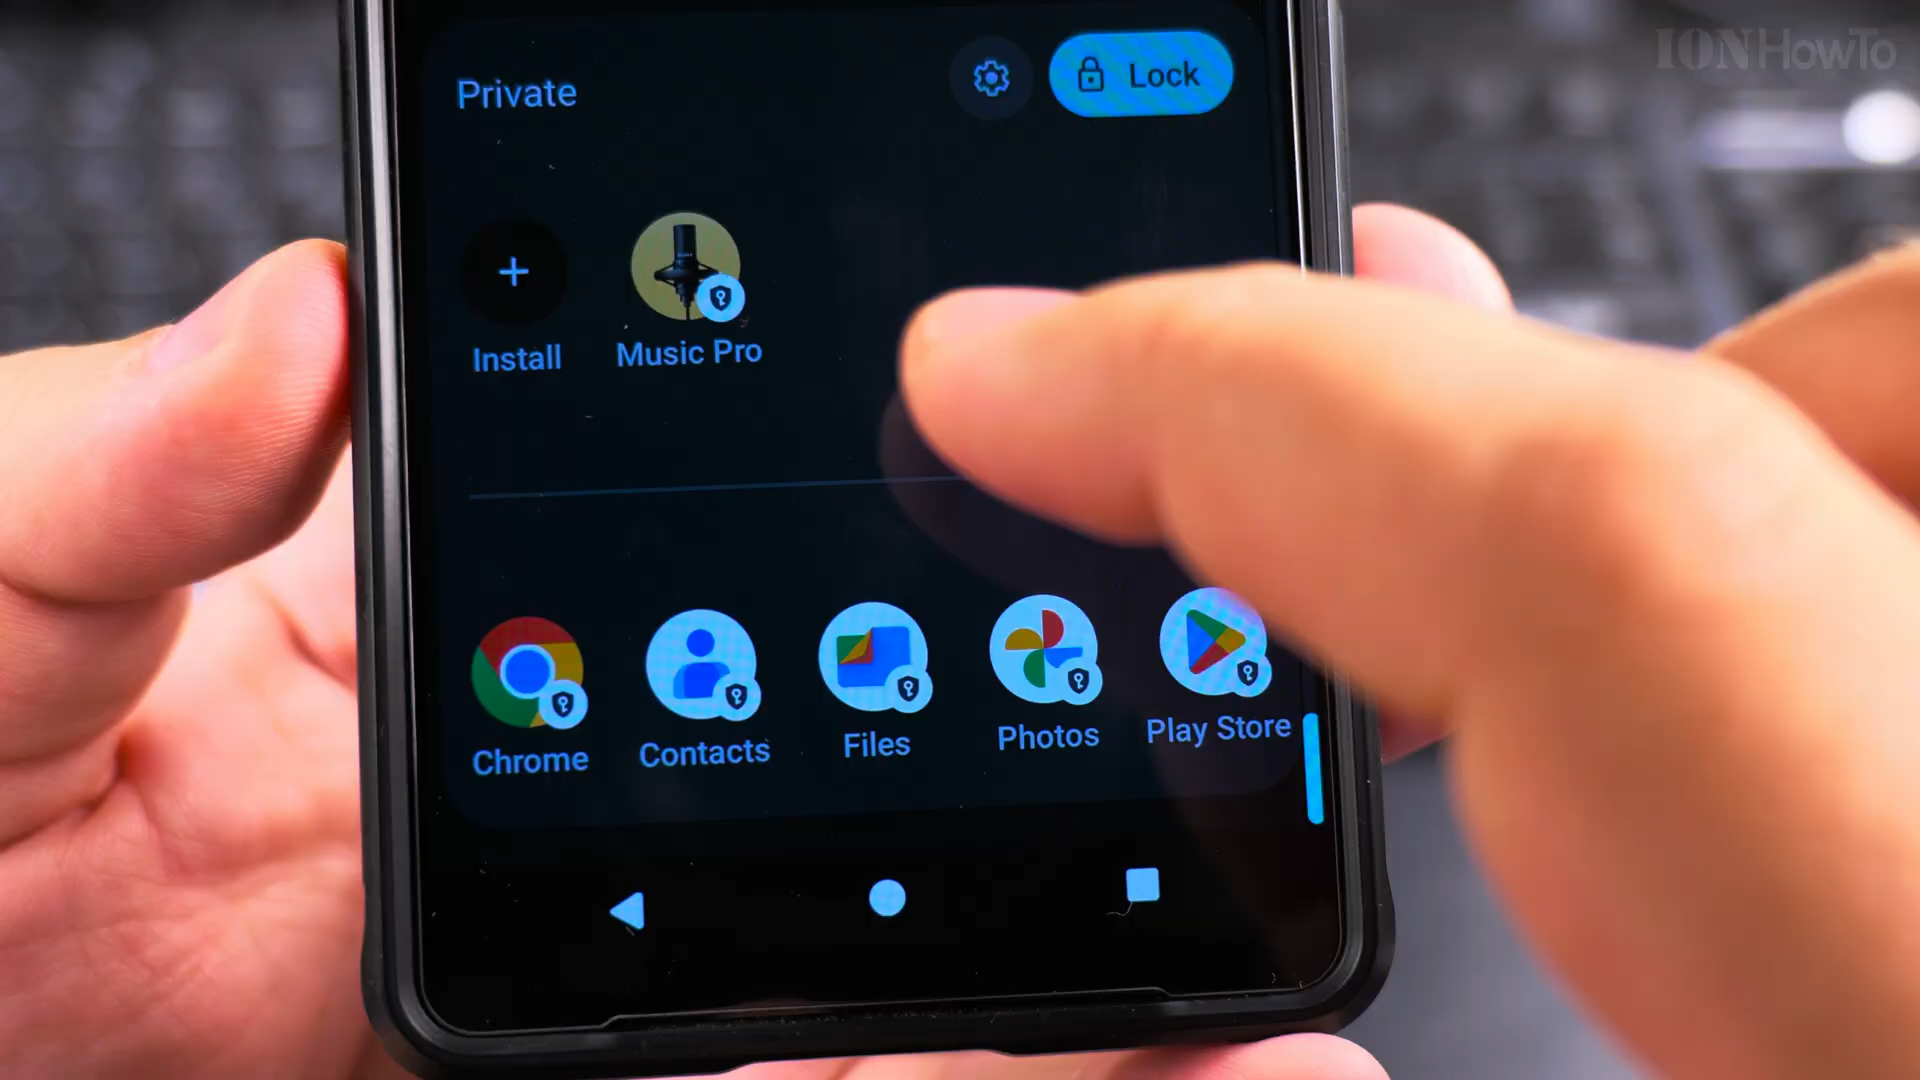 IONHowTo
Private
Lock
Install
Music Pro
Chrome
Contacts
Files
Photos
Play Store